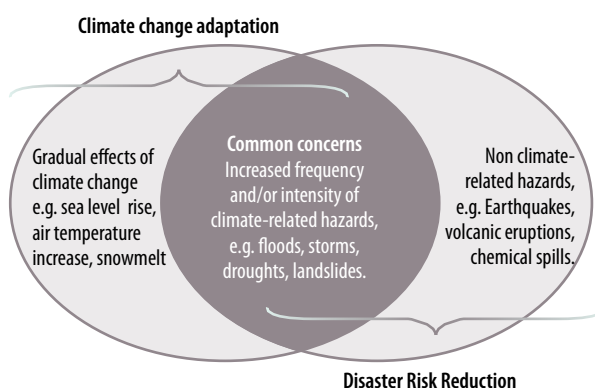 Climate change adaptation
Gradual effects of
climate change
e.g. sea level rise,
air temperature
increase, snowmelt
Common concerns
Increased frequency
and/or intensity of
climate-related hazards,
e.g. floods, storms,
droughts, landslides.
Non climate-
related hazards,
e.g. Earthquakes,
volcanic eruptions,
chemical spills.
Disaster Risk Reduction